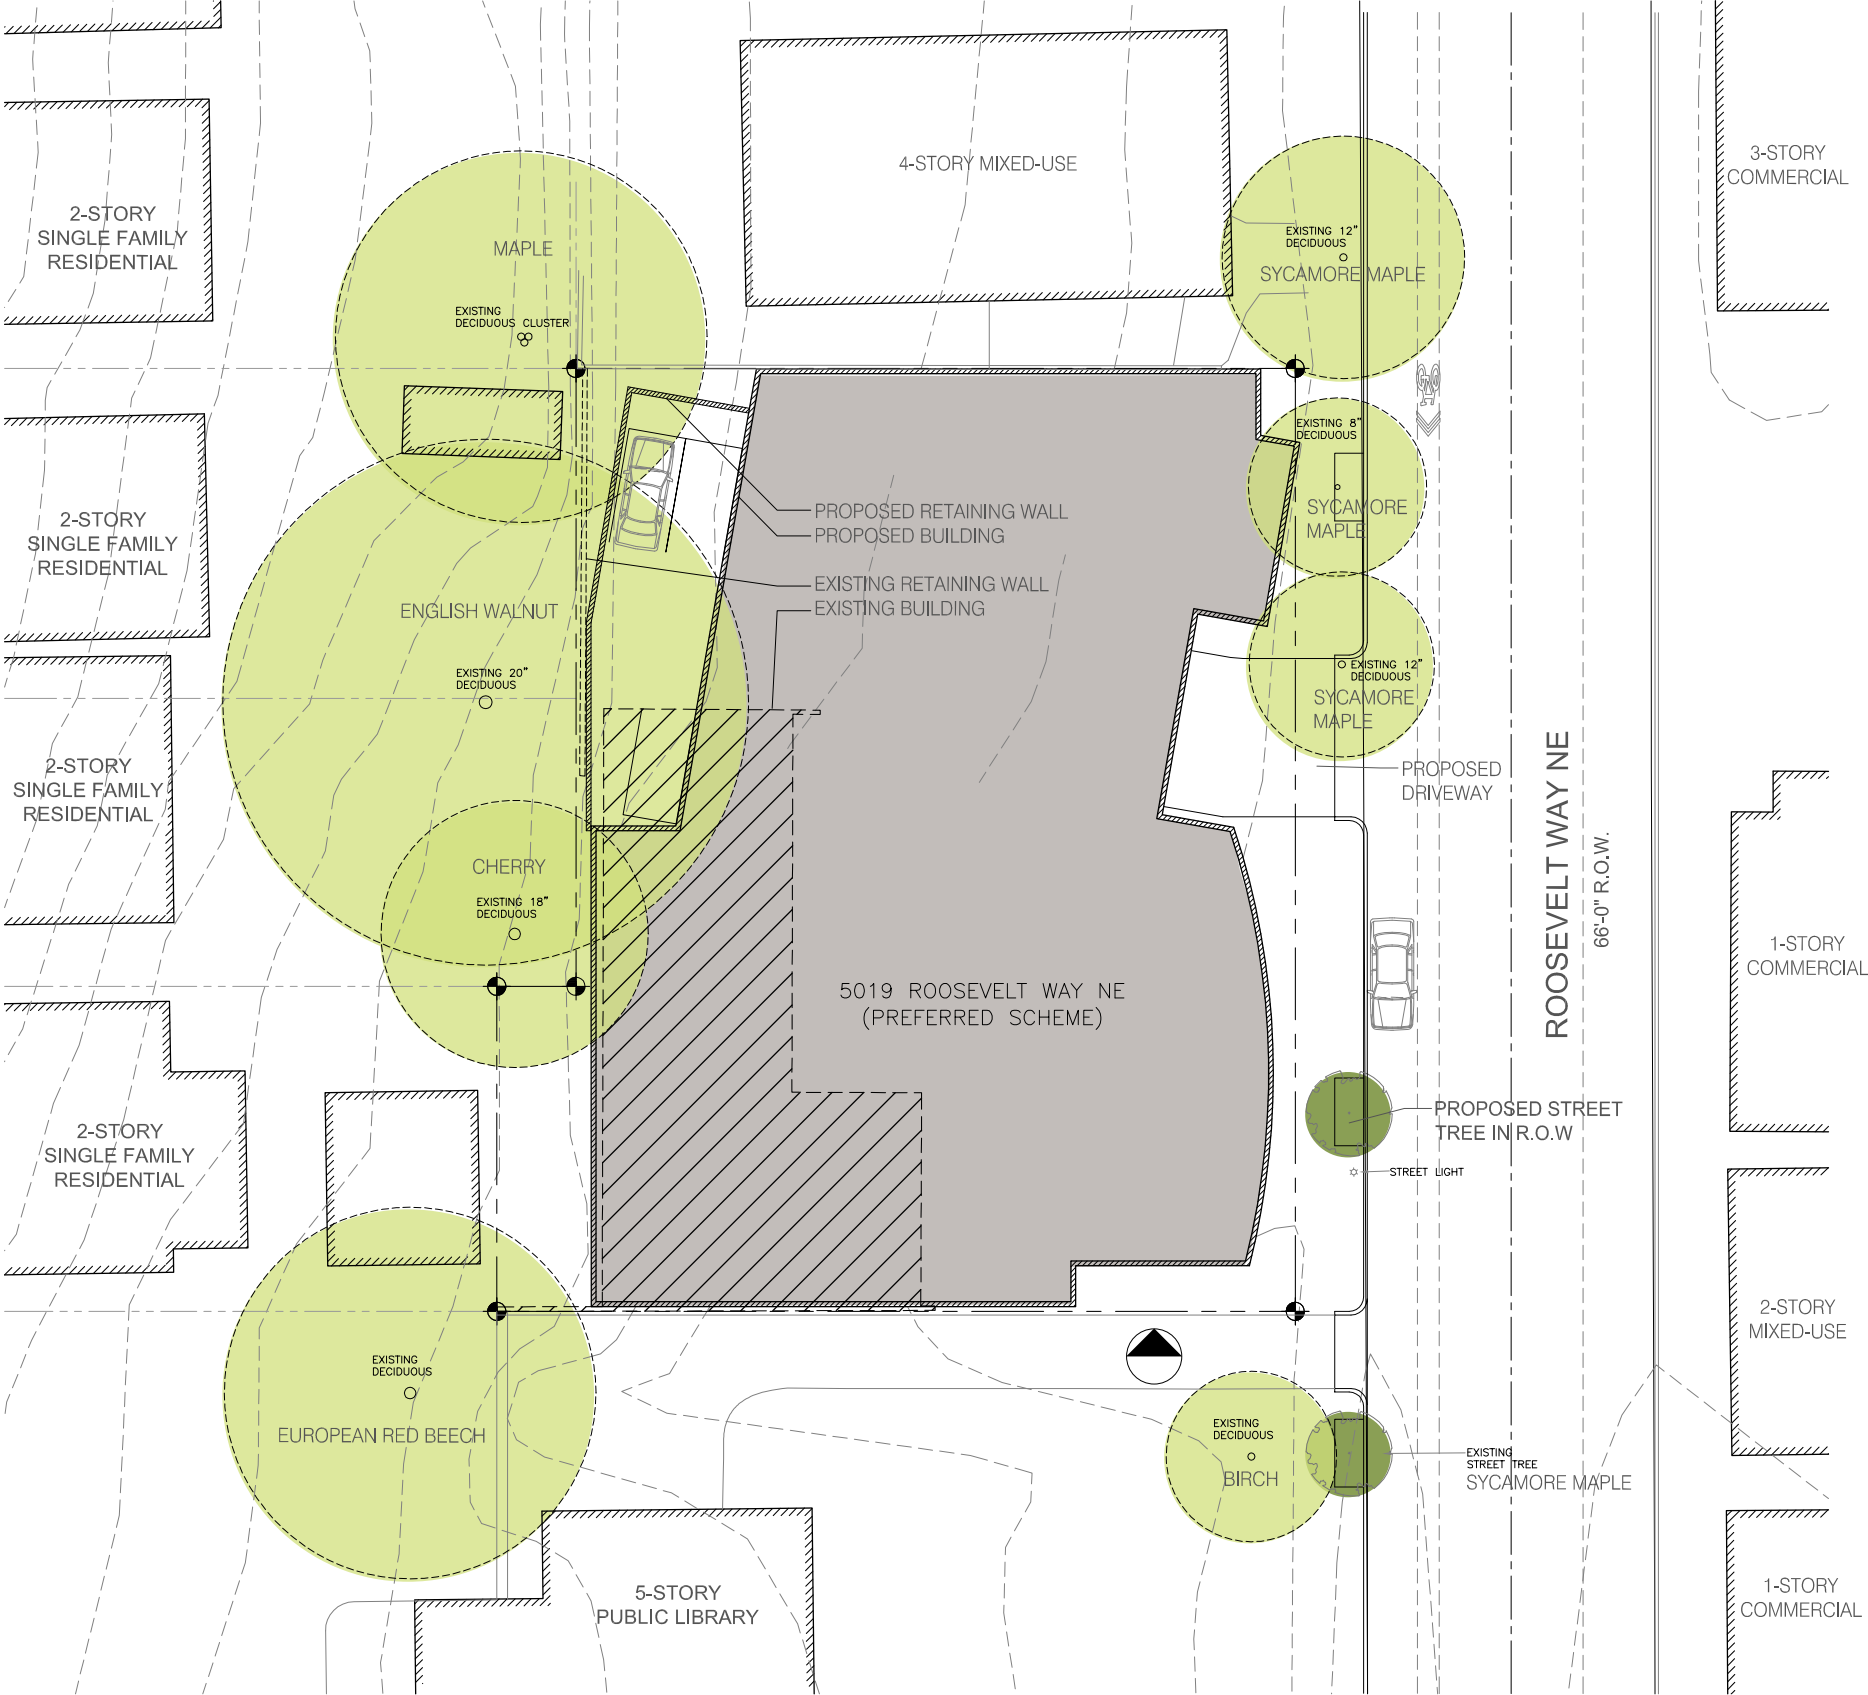 4-STORY MIXED-USE
3-STORY
COMMERCIAL
2-STORY
SINGLE FAMILY
RESIDENTIAL
MAPLE
EXISTING
DECIDUOUS CLUSTER
EXISTING 12"
DECIDUOUS
SYCAMORE MAPLE
EXISTING 8"
DECIDUOUS
SYCAMORE
MAPLE
2-STORY
SINGLE FAMILY
RESIDENTIAL
PROPOSED RETAINING WALL
PROPOSED BUILDING
EXISTING RETAINING WALL
EXISTING BUILDING
ENGLISH WALNUT
EXISTING 20"
DECIDUOUS
EXISTING 12"
DECIDUOUS
SYCAMORE
MAPLE
2-STORY
SINGLE FAMILY
RESIDENTIAL
PROPOSED
DRIVEWAY
ROOSEVELT WAY NE
66'-0" R.O.W.
CHERRY
EXISTING 18"
DECIDUOUS
1-STORY
COMMERCIAL
5019 ROOSEVELT WAY NE
(PREFERRED SCHEME)
2-STORY
SINGLE FAMILY
RESIDENTIAL
PROPOSED STREET
TREE IN R.O.W
STREET LIGHT
2-STORY
MIXED-USE
EXISTING
DECIDUOUS
EUROPEAN RED BEECH
EXISTING
DECIDUOUS
BIRCH
EXISTING
STREET TREE
SYCAMORE MAPLE
5-STORY
PUBLIC LIBRARY
1-STORY
COMMERCIAL